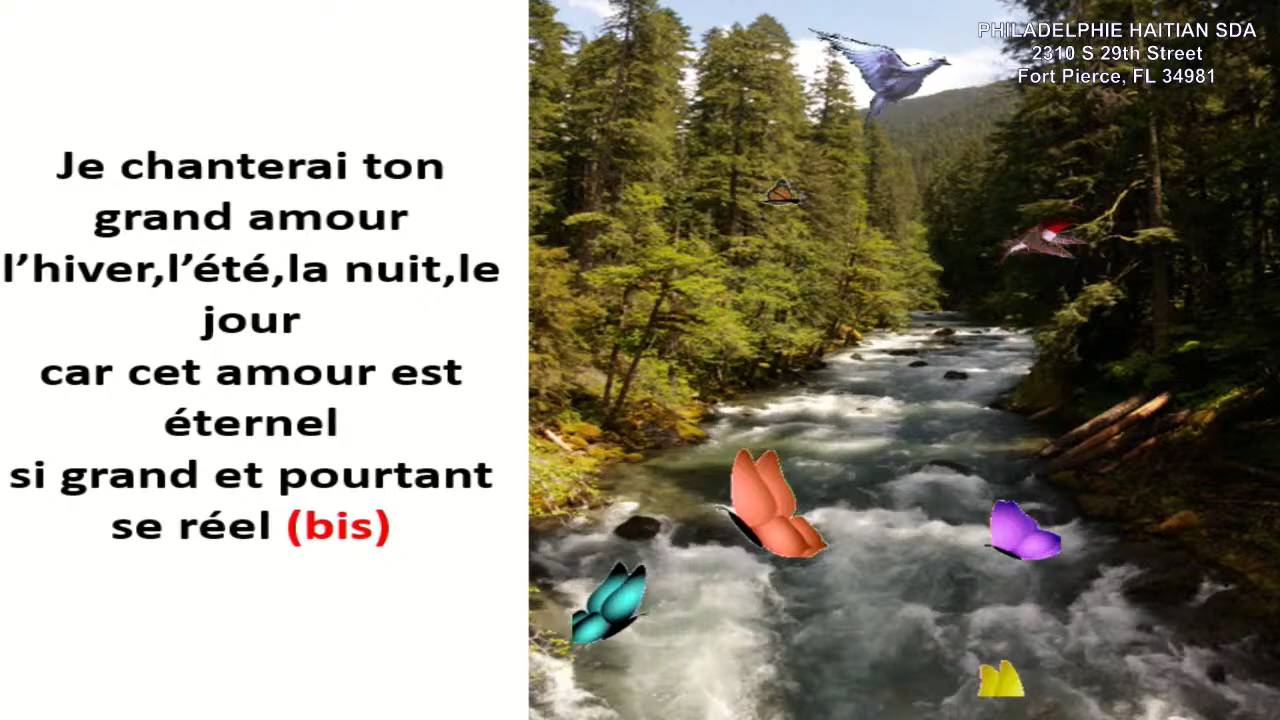 Je chanterai ton
grand amour
l’hiver,l’été,la nuit,le
jour
car cet amour est
éternel
si grand et pourtant
se réel (bis)
PHILADELPHIE HAITIAN SDA
2310 S 29th Street
Fort Pierce, FL 34981